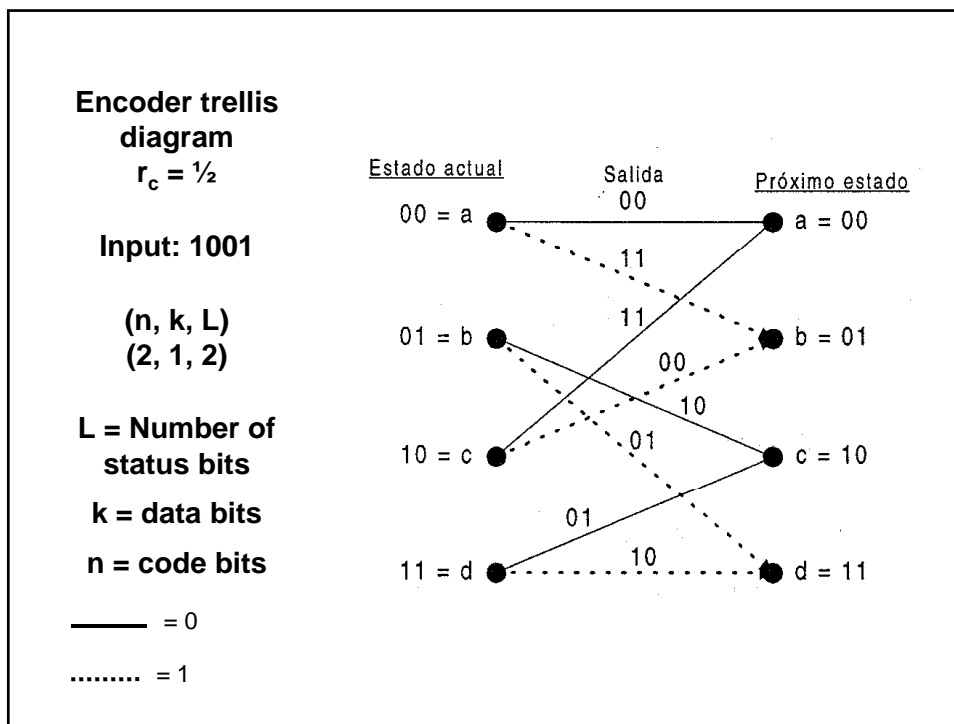 Encoder trellis
diagram
r_c = ½
Input: 1001
(n, k, L)
(2, 1, 2)
L = Number of
status bits
k = data bits
n = code bits
= 0
= 1
Estado actual
Salida
Próximo estado
00
00 = a
a = 00
11
11
01 = b
b = 01
00
10
01
10 = c
c = 10
01
10
11 = d
d = 11